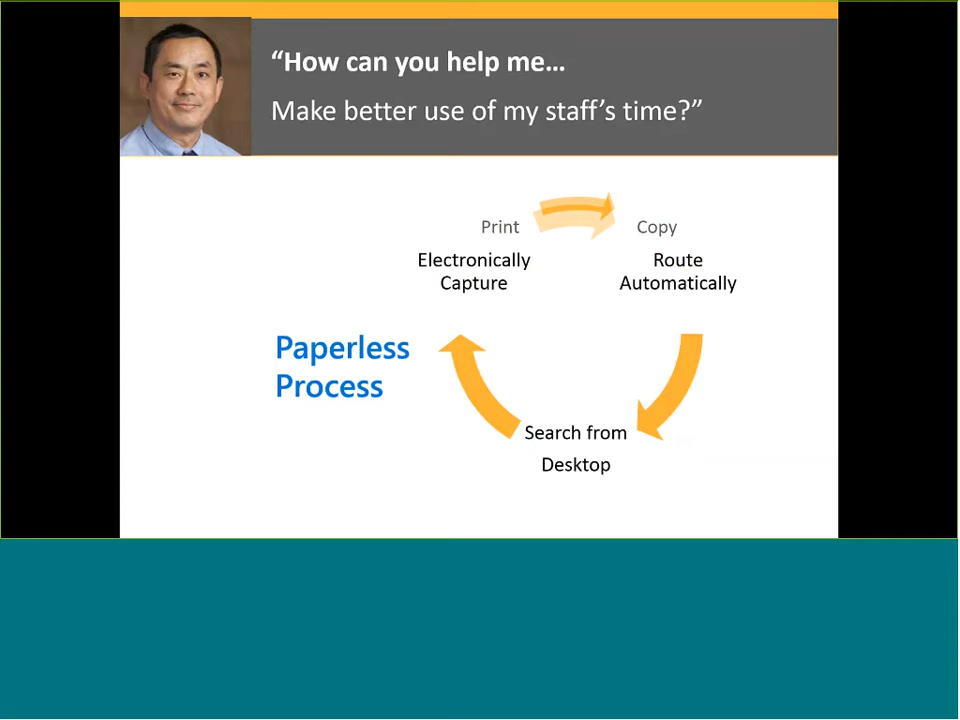 “How can you help me…
Make better use of my staff’s time?”
Print
Copy
Electronically
Capture
Route
Automatically
Paperless
Process
Search from
Desktop